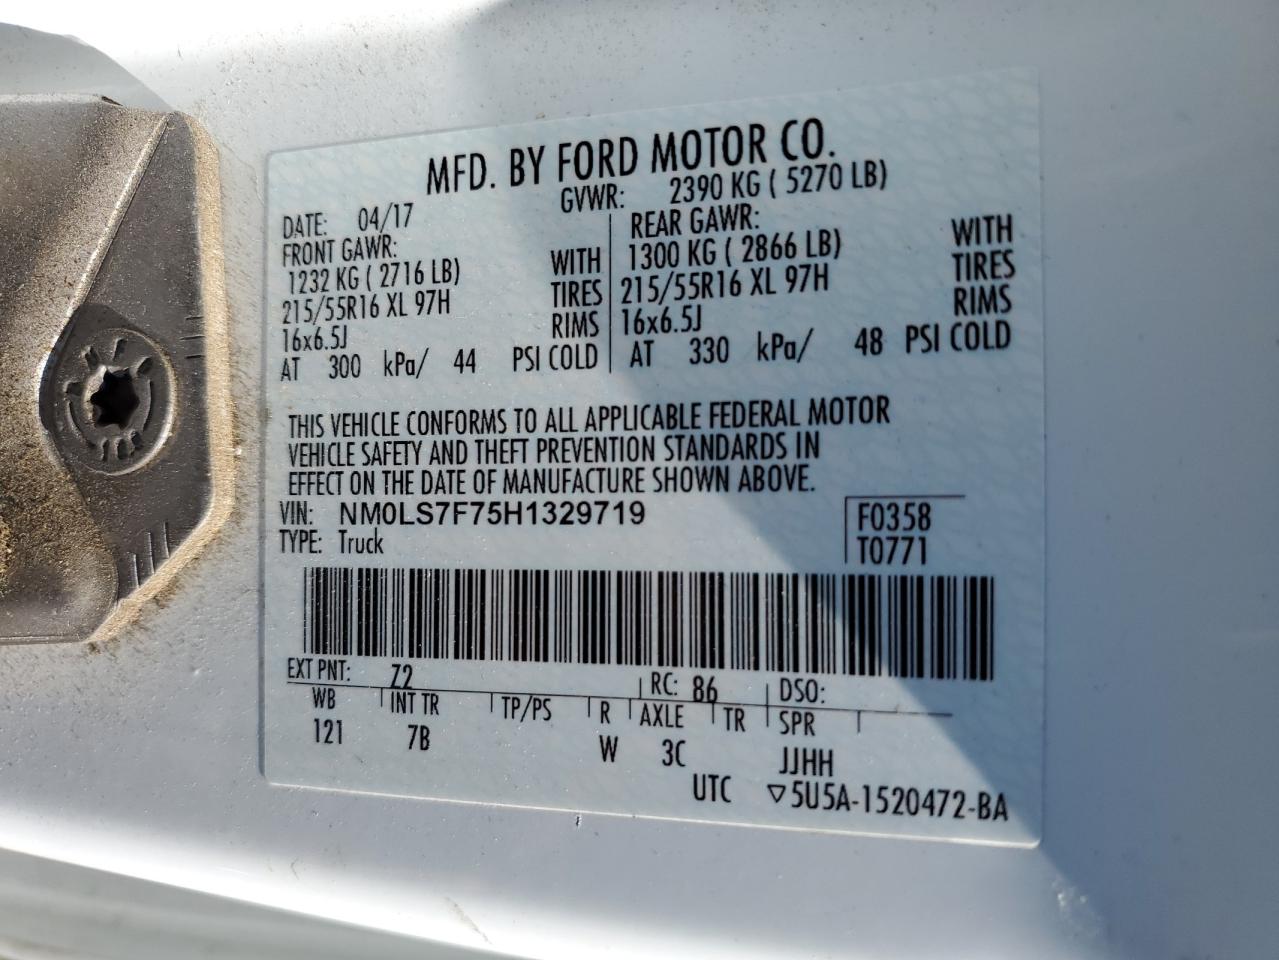 MFD. BY FORD MOTOR CO.
DATE: 04/17 GVWR: 2390 KG ( 5270 LB)
FRONT GAWR: REAR GAWR:
1232 KG ( 2716 LB) WITH 1300 KG ( 2866 LB) WITH
215/55R16 XL 97H TIRES 215/55R16 XL 97H TIRES
16x6.5J RIMS 16x6.5J RIMS
AT 300 kPa/ 44 PSI COLD AT 330 kPa/ 48 PSI COLD
THIS VEHICLE CONFORMS TO ALL APPLICABLE FEDERAL MOTOR
VEHICLE SAFETY AND THEFT PREVENTION STANDARDS IN
EFFECT ON THE DATE OF MANUFACTURE SHOWN ABOVE.
VIN: NM0LS7F75H1329719 F0358
TYPE: Truck T0771
EXT PNT: Z2 RC: 86 DSO:
WB INT TR TP/PS R AXLE TR SPR
121 7B W 3C JJHH
UTC ▽5U5A-1520472-BA